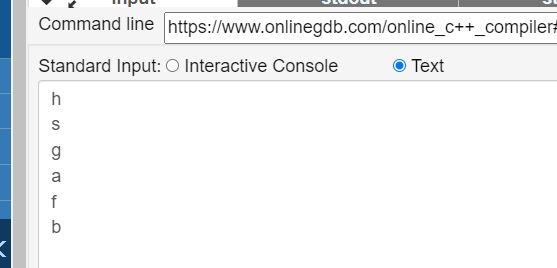 input stdout
Command line https://www.onlinegdb.com/online_c++_compiler#
Standard Input: Interactive Console Text
h
s
g
a
f
b